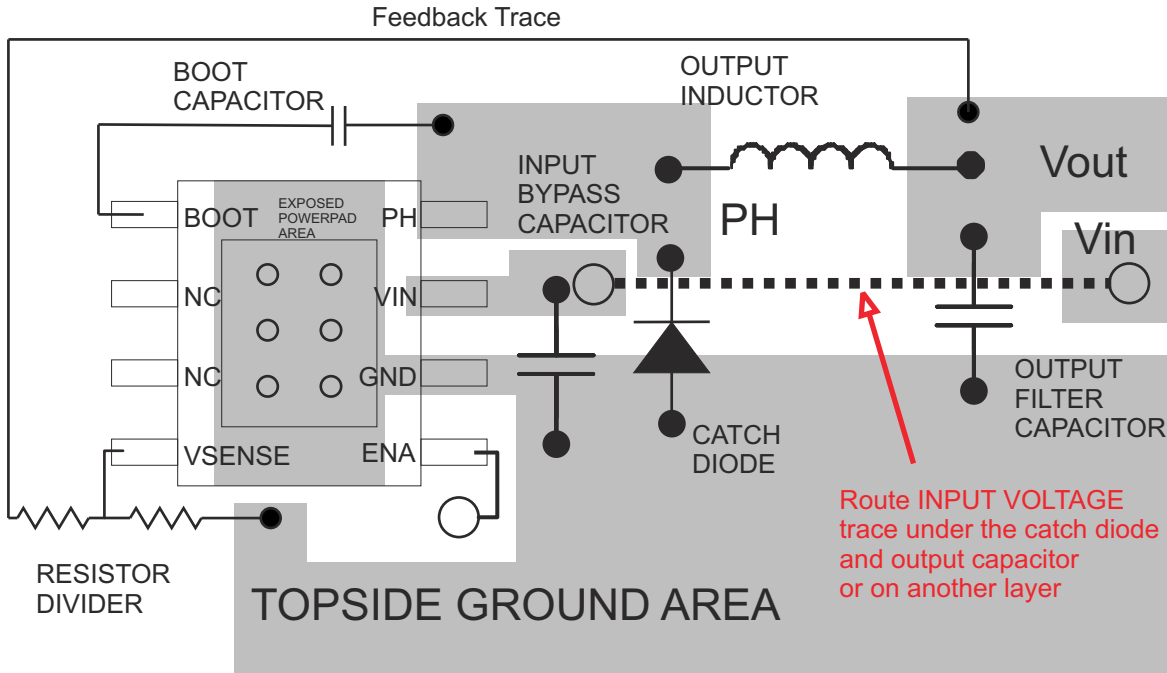 Feedback Trace
BOOT
CAPACITOR
OUTPUT
INDUCTOR
INPUT
BYPASS
CAPACITOR
Vout
PH
Vin
BOOT
EXPOSED
POWERPAD
AREA
PH
NC
VIN
NC
GND
VSENSE
ENA
CATCH
DIODE
OUTPUT
FILTER
CAPACITOR
Route INPUT VOLTAGE
trace under the catch diode
and output capacitor
or on another layer
RESISTOR
DIVIDER
TOPSIDE GROUND AREA